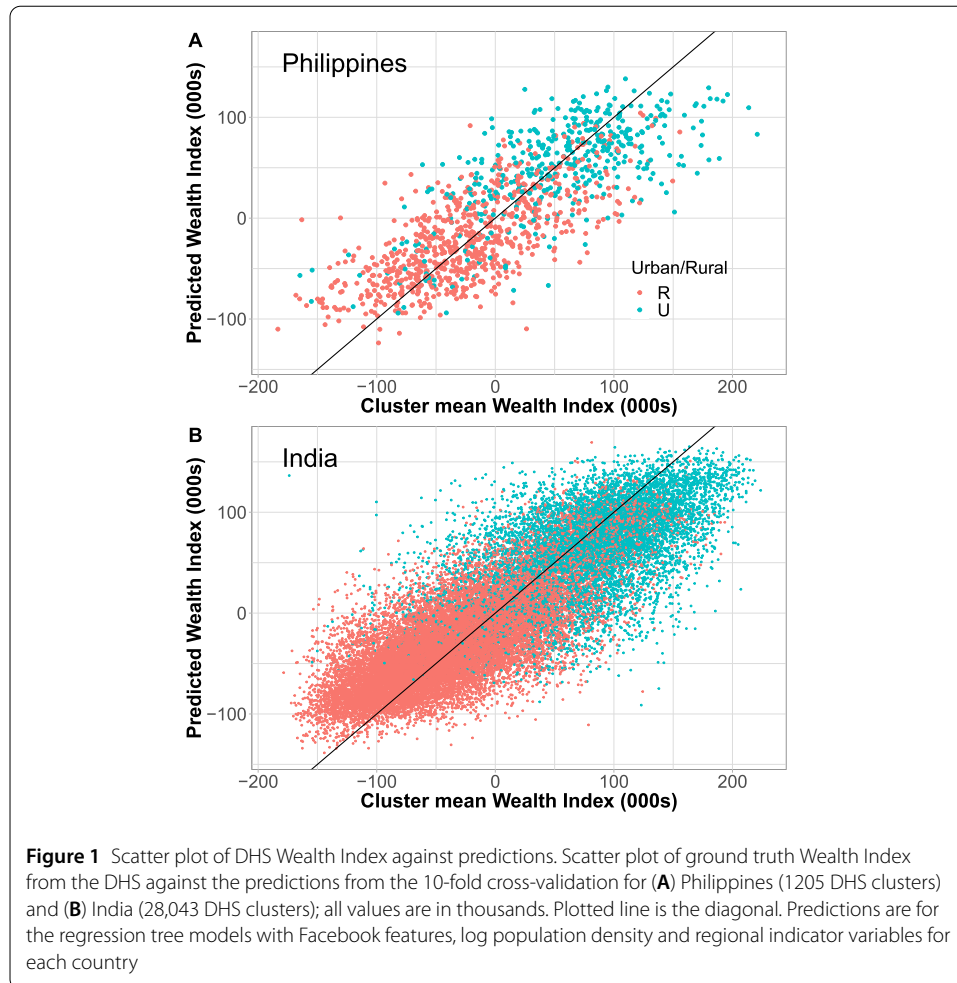 A
Philippines
Predicted Wealth Index (000s)
100
0
−100
Urban/Rural
R
U
−200
−100
0
100
200
Cluster mean Wealth Index (000s)
B
India
Predicted Wealth Index (000s)
100
0
−100
−200
−100
0
100
200
Cluster mean Wealth Index (000s)
Figure 1 Scatter plot of DHS Wealth Index against predictions. Scatter plot of ground truth Wealth Index
from the DHS against the predictions from the 10-fold cross-validation for (A) Philippines (1205 DHS clusters)
and (B) India (28,043 DHS clusters); all values are in thousands. Plotted line is the diagonal. Predictions are for
the regression tree models with Facebook features, log population density and regional indicator variables for
each country